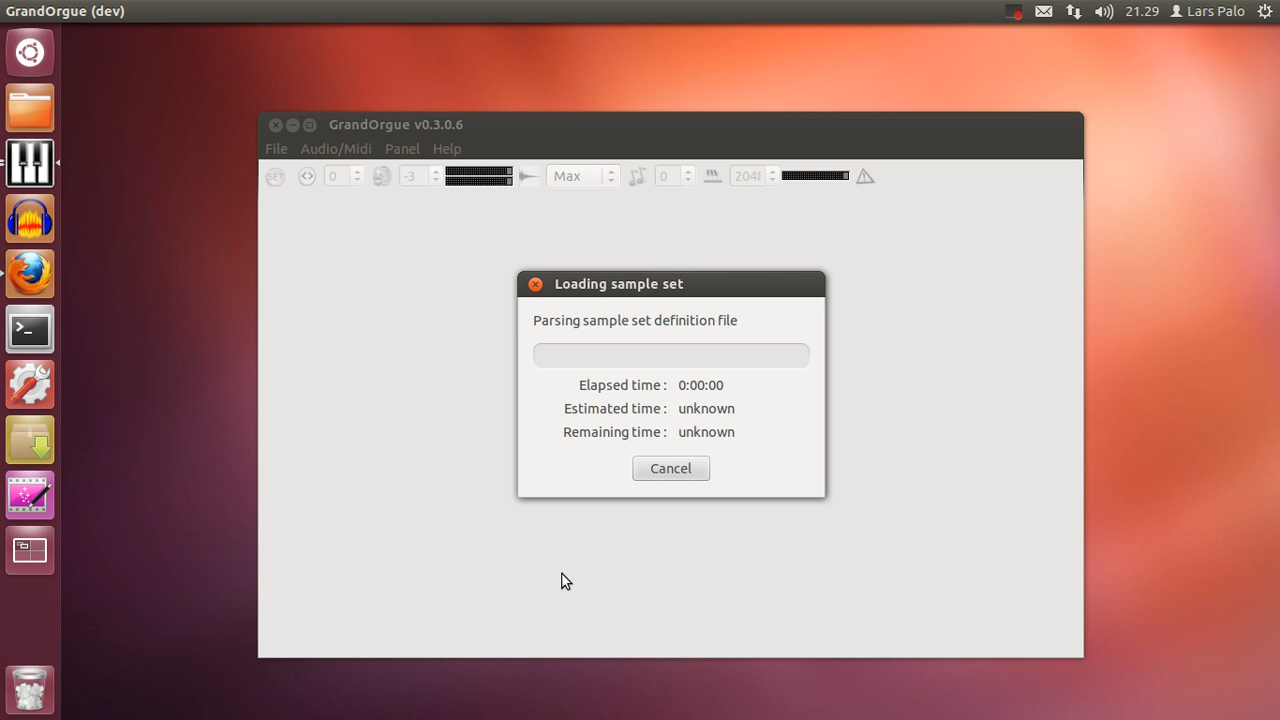 GrandOrgue (dev)
21.29 Lars Palo
GrandOrgue v0.3.0.6
File Audio/Midi Panel Help
SET 0 -3 Max 0 2048
Loading sample set
Parsing sample set definition file
Elapsed time : 0:00:00
Estimated time : unknown
Remaining time : unknown
Cancel
>_